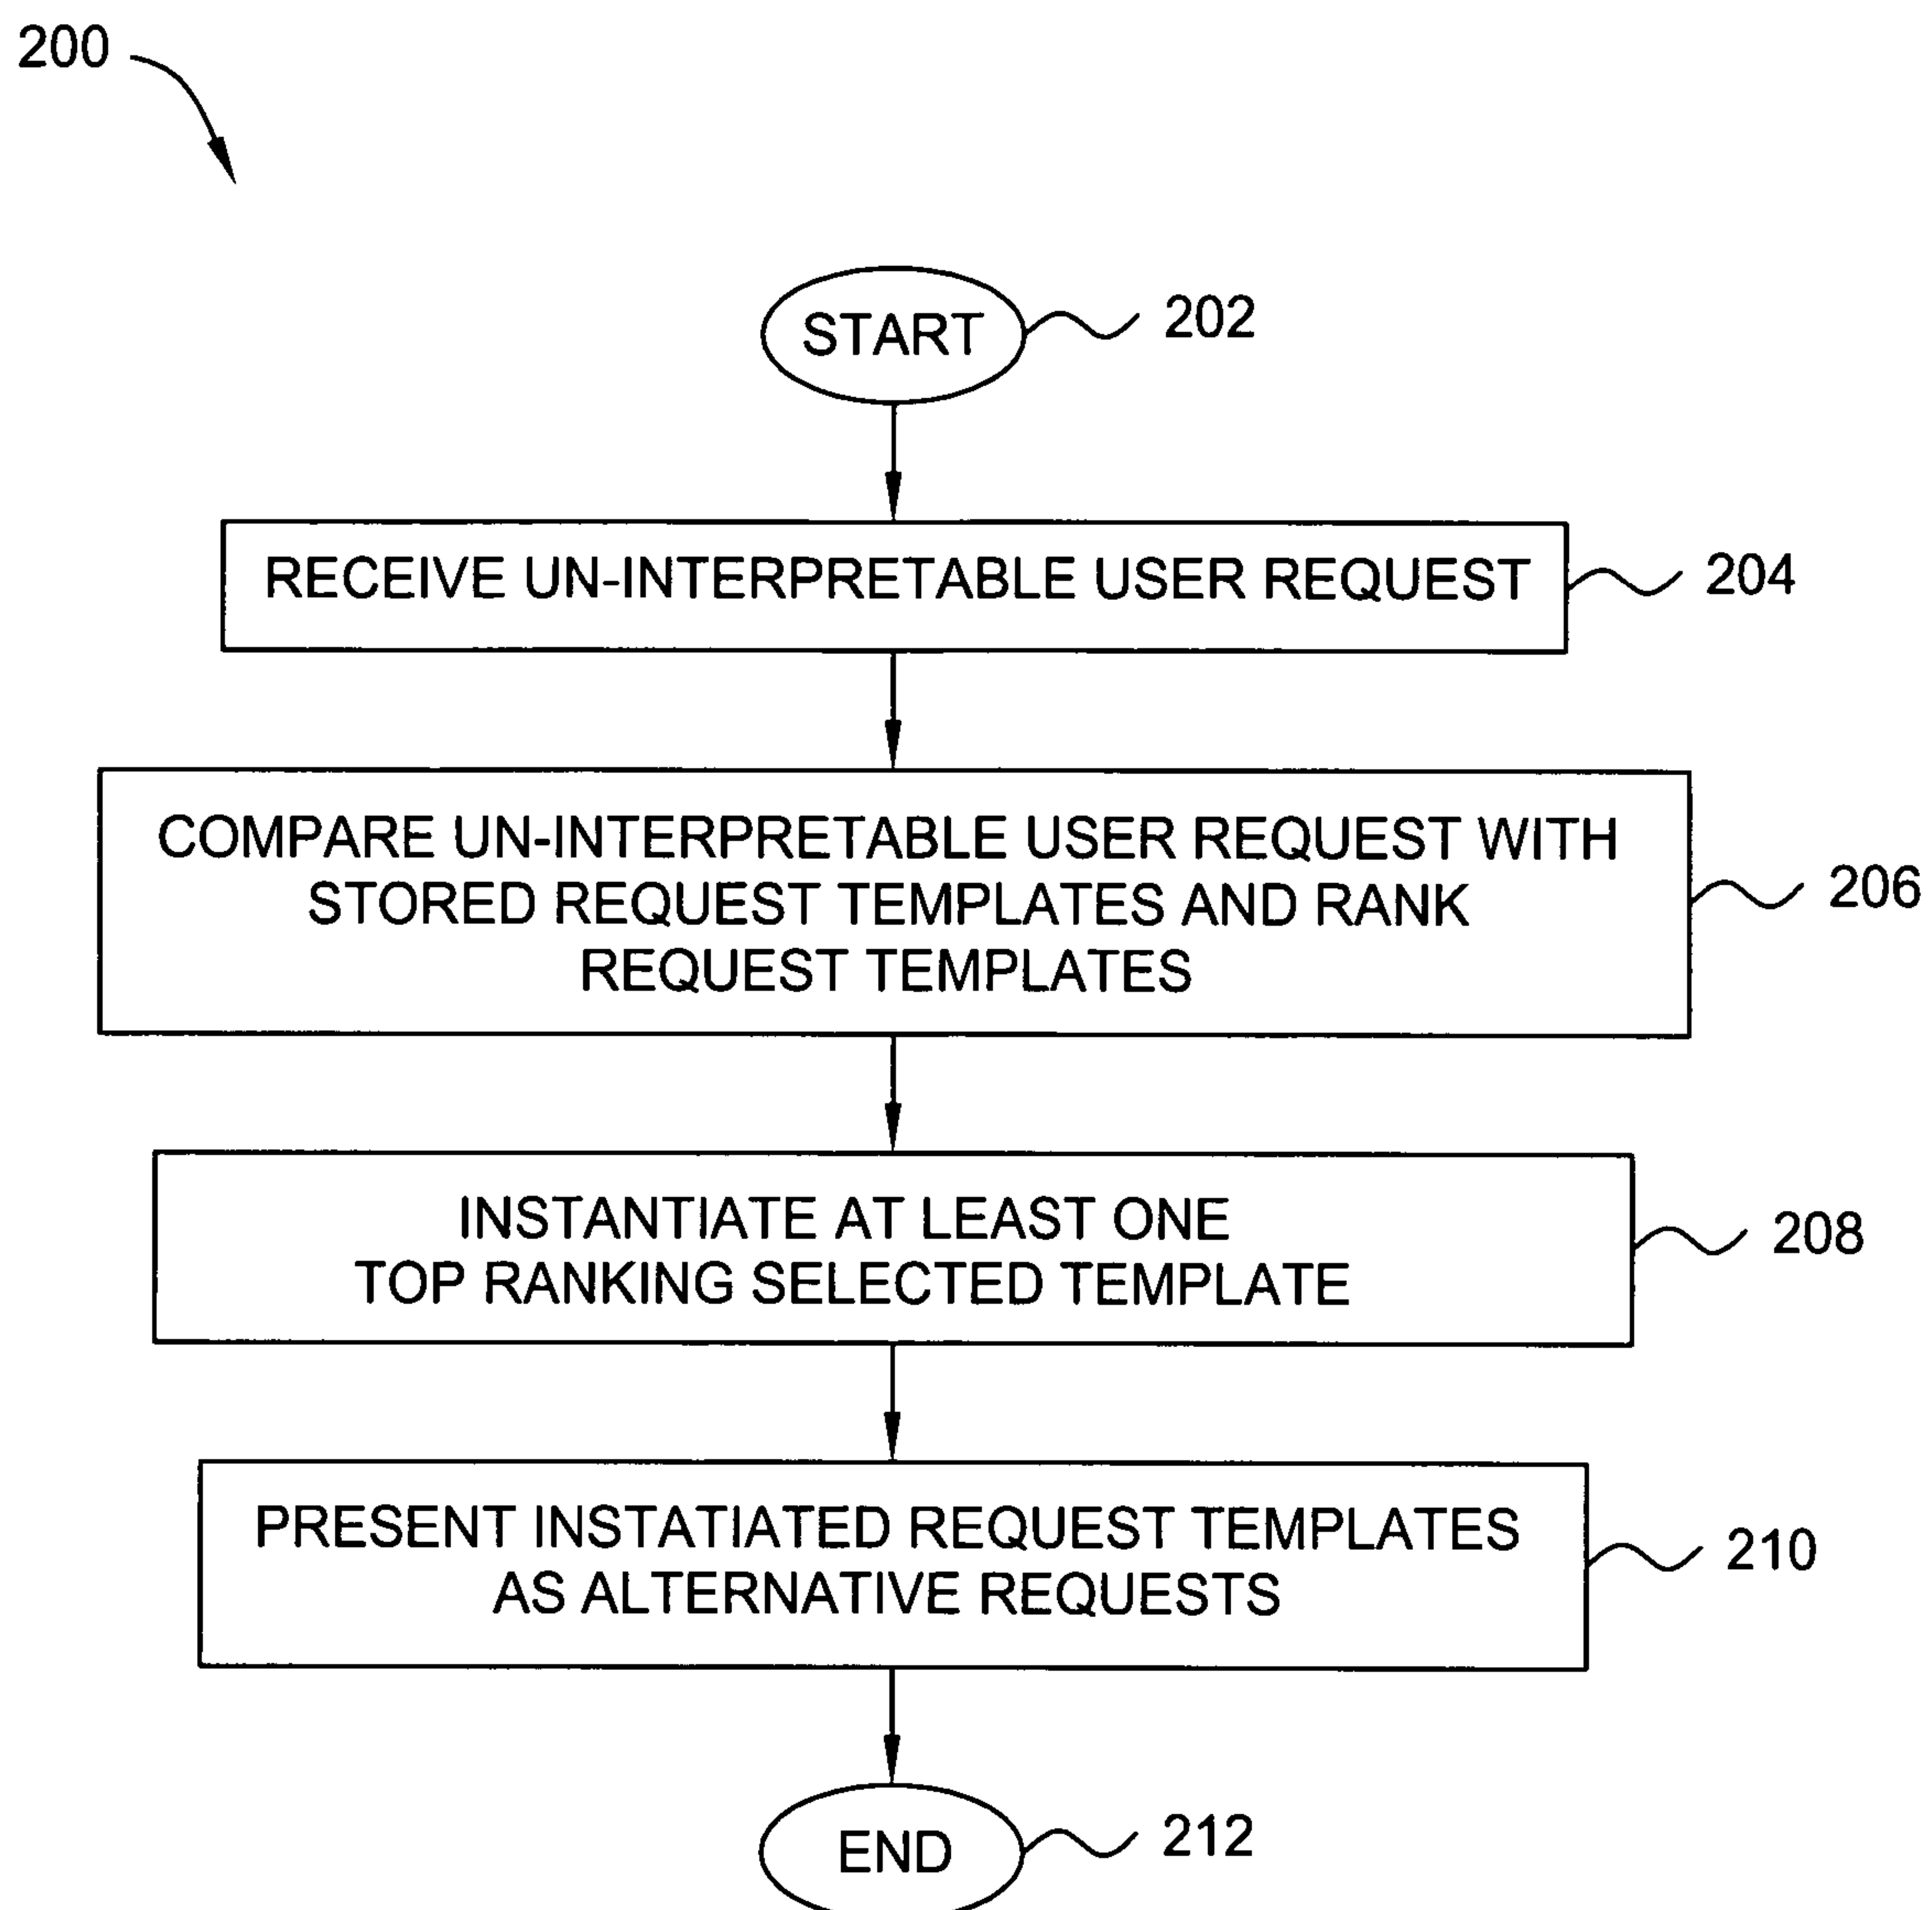 200
START
202
RECEIVE UN-INTERPRETABLE USER REQUEST
204
COMPARE UN-INTERPRETABLE USER REQUEST WITH
STORED REQUEST TEMPLATES AND RANK
REQUEST TEMPLATES
206
INSTANTIATE AT LEAST ONE
TOP RANKING SELECTED TEMPLATE
208
PRESENT INSTATIATED REQUEST TEMPLATES
AS ALTERNATIVE REQUESTS
210
END
212